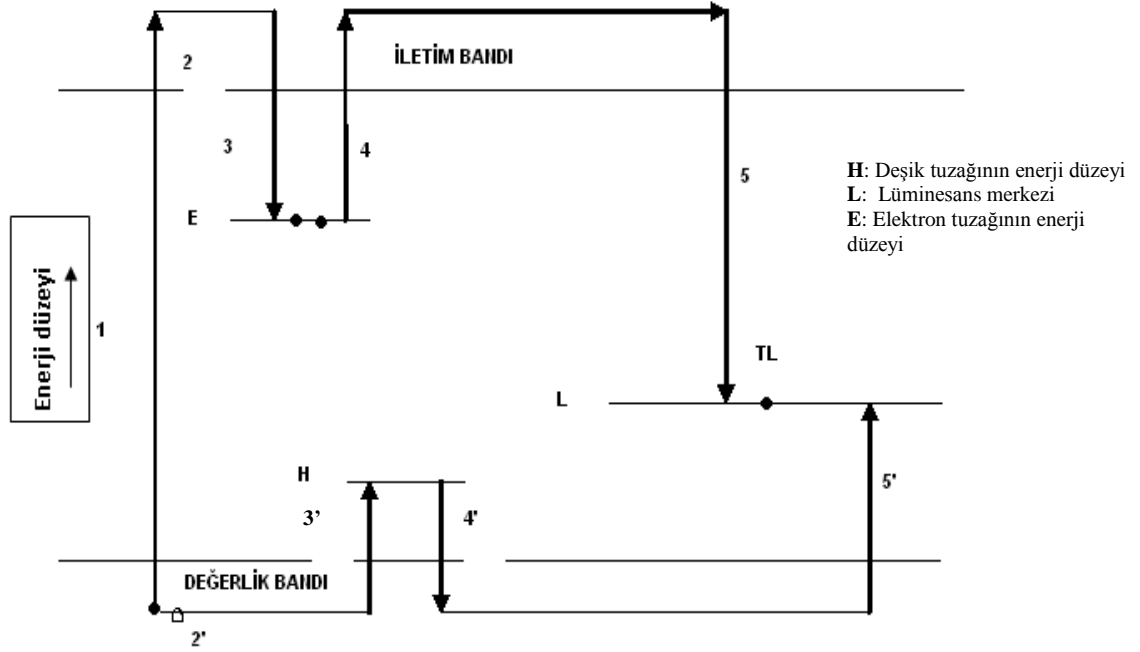 2
İLETİM BANDI
3
4
5
E
H: Deşik tuzağının enerji düzeyi
L: Lüminesans merkezi
E: Elektron tuzağının enerji
düzeyi
Enerji düzeyi
1
TL
L
H
3’
4'
5'
DEĞERLİK BANDI
2'